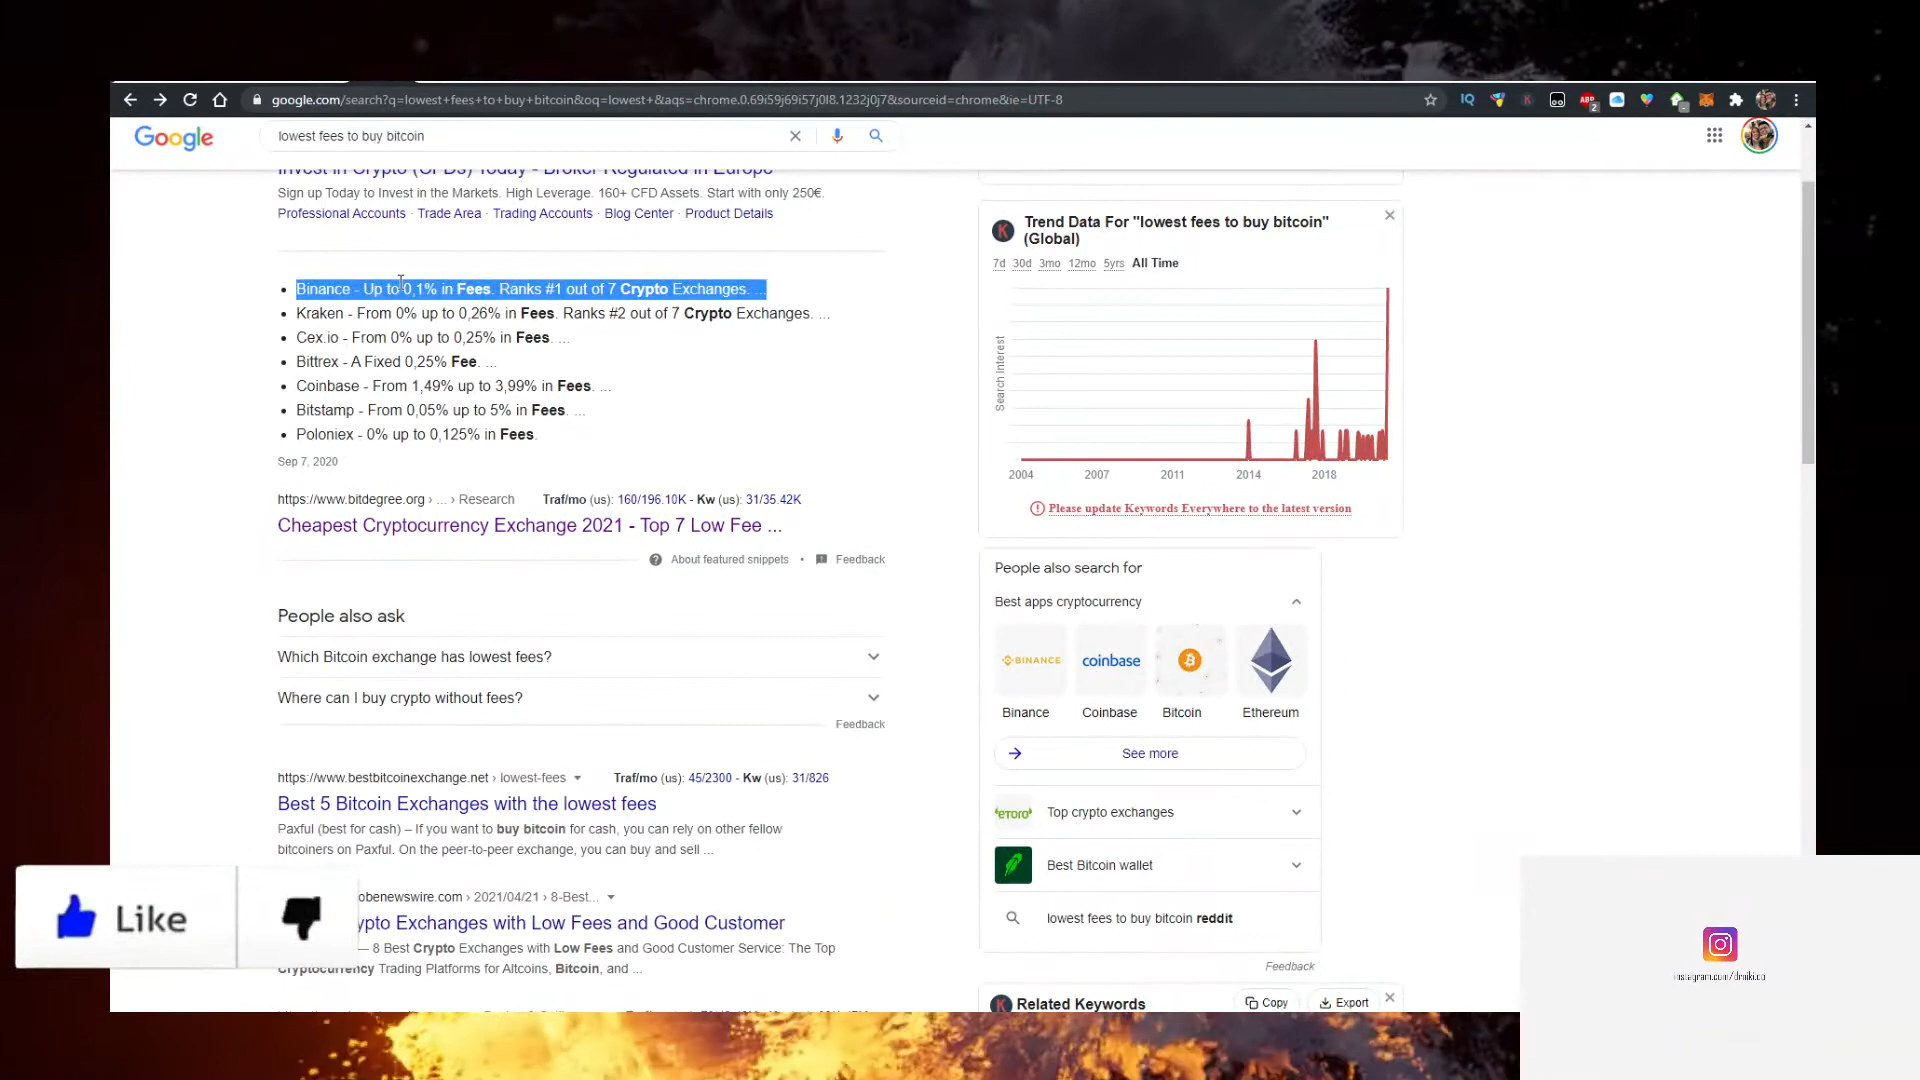 google.com/search?q=lowest+fees+to+buy+bitcoin&oq=lowest+&aqs=chrome.0.69i59j69i57j0l8.1232j0j7&sourceid=chrome&ie=UTF-8
IQ
ABP
2
Google
lowest fees to buy bitcoin
Invest in Crypto (CFDs) Today - Broker Regulated in Europe
Sign up Today to Invest in the Markets. High Leverage. 160+ CFD Assets. Start with only 250€.
Professional Accounts · Trade Area · Trading Accounts · Blog Center · Product Details
Binance - Up to 0,1% in Fees. Ranks #1 out of 7 Crypto Exchanges. ...
Kraken - From 0% up to 0,26% in Fees. Ranks #2 out of 7 Crypto Exchanges. ...
Cex.io - From 0% up to 0,25% in Fees. ...
Bittrex - A Fixed 0,25% Fee. ...
Coinbase - From 1,49% up to 3,99% in Fees. ...
Bitstamp - From 0,05% up to 5% in Fees. ...
Poloniex - 0% up to 0,125% in Fees.
Sep 7, 2020
https://www.bitdegree.org › ... › Research Traf/mo (us): 160/196.10K - Kw (us): 31/35.42K
Cheapest Cryptocurrency Exchange 2021 - Top 7 Low Fee ...
About featured snippets • Feedback
People also ask
Which Bitcoin exchange has lowest fees?
Where can I buy crypto without fees?
Feedback
https://www.bestbitcoinexchange.net › lowest-fees Traf/mo (us): 45/2300 - Kw (us): 31/826
Best 5 Bitcoin Exchanges with the lowest fees
Paxful (best for cash) – If you want to buy bitcoin for cash, you can rely on other fellow
bitcoiners on Paxful. On the peer-to-peer exchange, you can buy and sell ...
obenewswire.com › 2021/04/21 › 8-Best...
ypto Exchanges with Low Fees and Good Customer
— 8 Best Crypto Exchanges with Low Fees and Good Customer Service: The Top
Cryptocurrency Trading Platforms for Altcoins, Bitcoin, and ...
Trend Data For "lowest fees to buy bitcoin"
(Global)
7d 30d 3mo 12mo 5yrs All Time
Search Interest
2004 2007 2011 2014 2018
Please update Keywords Everywhere to the latest version
People also search for
Best apps cryptocurrency
BINANCE
coinbase
Binance Coinbase Bitcoin Ethereum
See more
eToro
Top crypto exchanges
Best Bitcoin wallet
lowest fees to buy bitcoin reddit
Feedback
Related Keywords
Copy
Export
Like